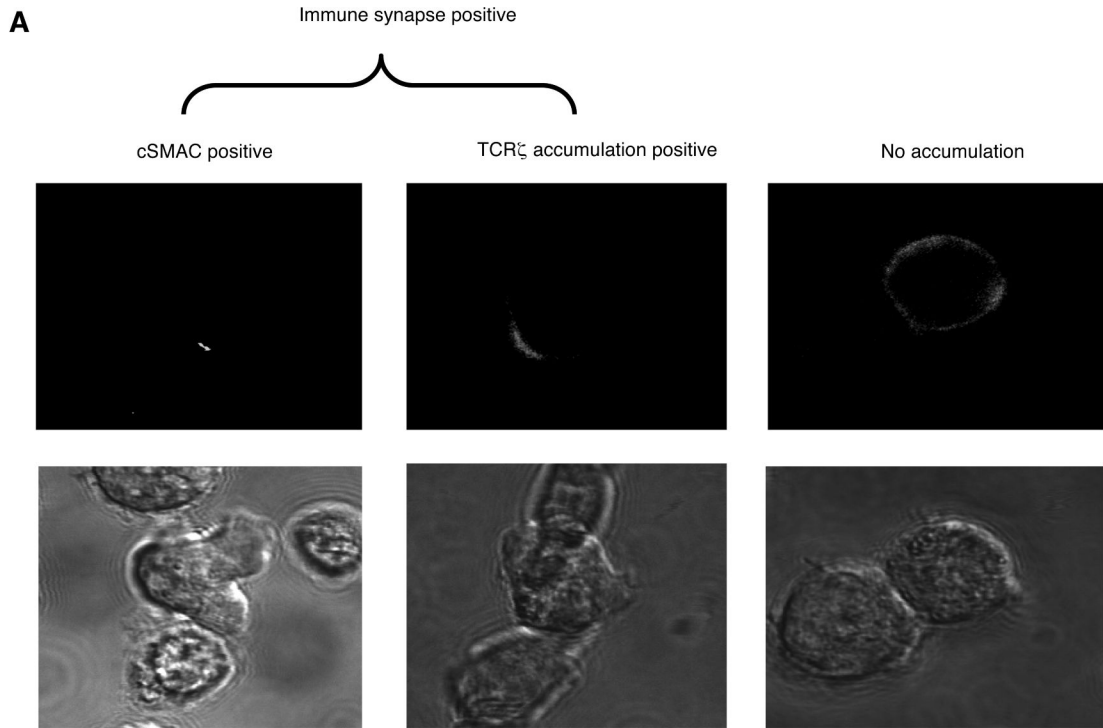 A
Immune synapse positive
cSMAC positive
TCRζ accumulation positive
No accumulation